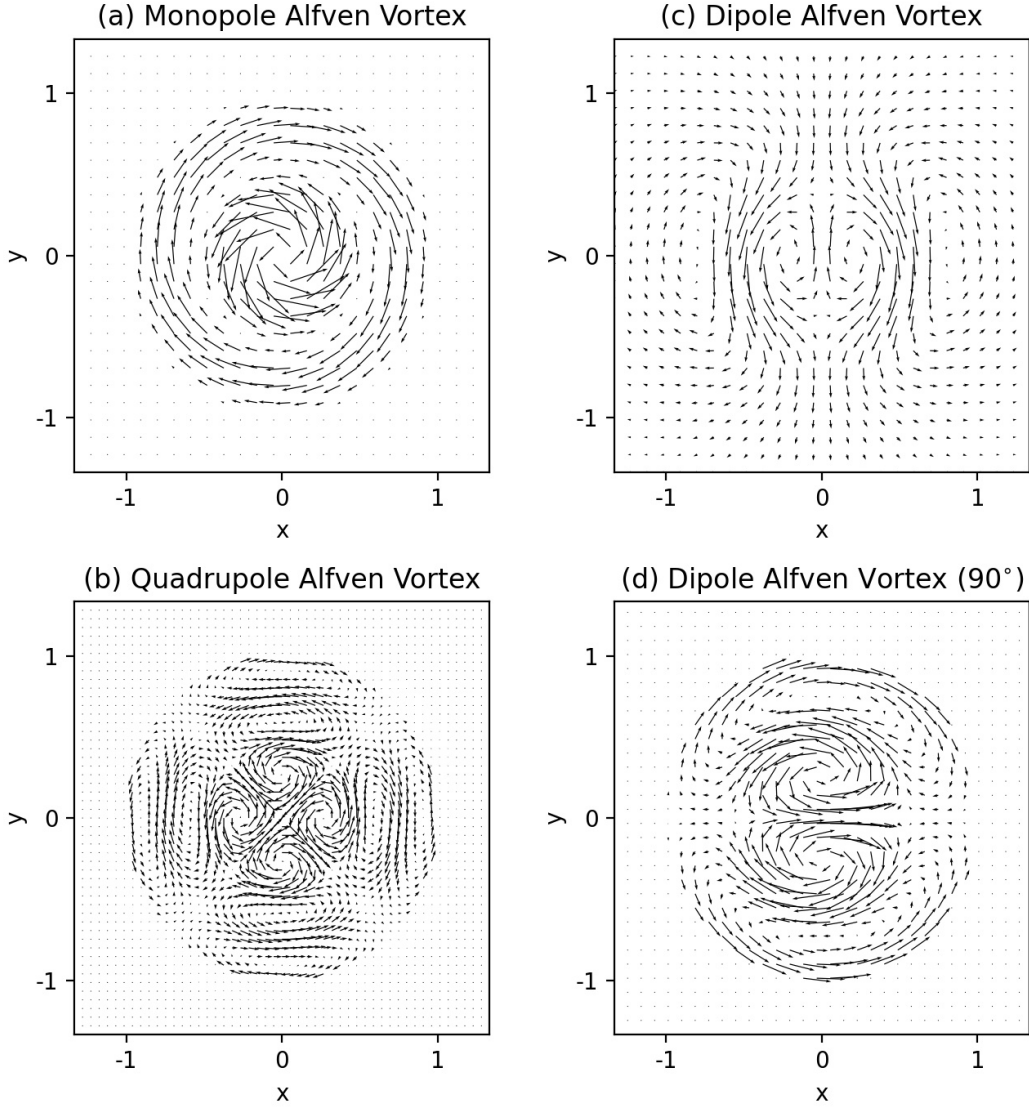 (a) Monopole Alfven Vortex
1
0
-1
y
-1 0 1
x
(c) Dipole Alfven Vortex
1
0
-1
y
-1 0 1
x
(b) Quadrupole Alfven Vortex
1
0
-1
y
-1 0 1
x
(d) Dipole Alfven Vortex (90°)
1
0
-1
y
-1 0 1
x